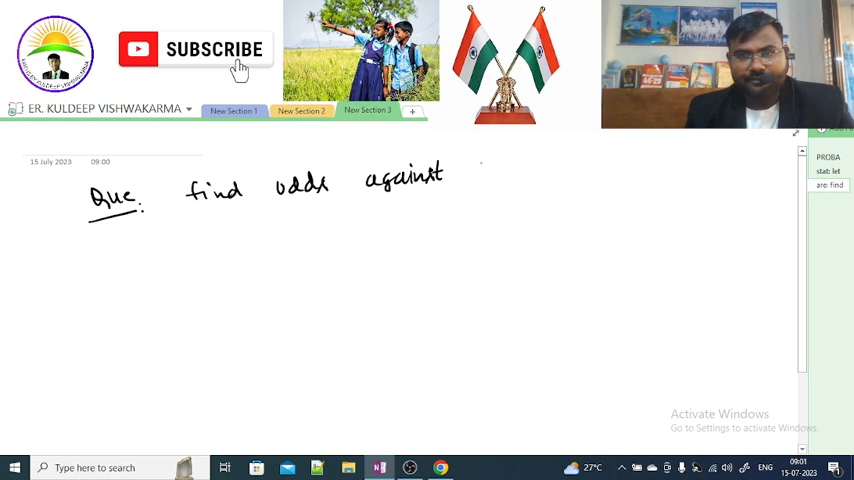 SUBSCRIBE
ER. KULDEEP VISHWAKARMA
New Section 1
New Section 2
New Section 3
15 July 2023 09:00
PROBA
stat: let
are: find
Que: find odds against
Activate Windows
Go to Settings to activate Windows.
Type here to search
27°C
ENG
09:01
15-07-2023